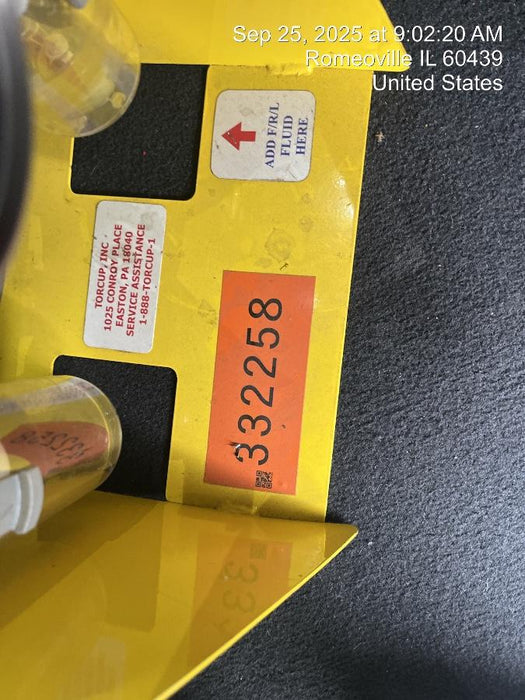 Sep 25, 2025 at 9:02:20 AM
Romeoville IL 60439
United States
ADD F/R/L
FLUID
HERE
TORCUP, INC
1025 CONROY PLACE
EASTON, PA 18040
SERVICE ASSISTANCE
1-888-TORCUP-1
332258